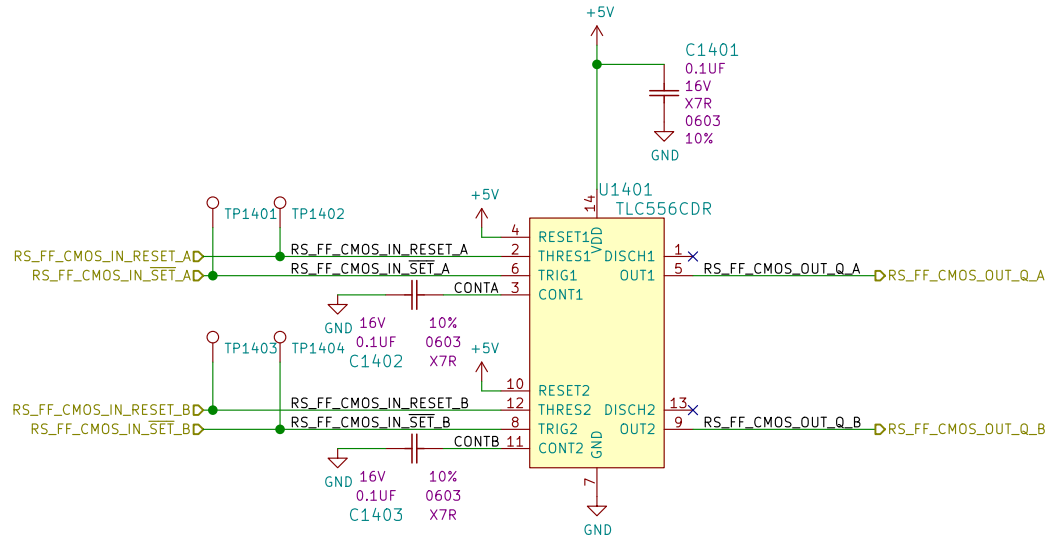 +5V
C1401
0.1UF
16V
X7R
0603
10%
GND
U1401
TLC556CDR
14
VDD
+5V
TP1401
TP1402
4
RESET1
RS_FF_CMOS_IN_RESET_A
RS_FF_CMOS_IN_RESET_A
2
THRES1
DISCH1
1
RS_FF_CMOS_IN_SET_A
RS_FF_CMOS_IN_SET_A
6
TRIG1
OUT1
5
RS_FF_CMOS_OUT_Q_A
RS_FF_CMOS_OUT_Q_A
CONTA
3
CONT1
GND
16V
10%
0.1UF
0603
C1402
X7R
TP1403
TP1404
+5V
10
RESET2
RS_FF_CMOS_IN_RESET_B
RS_FF_CMOS_IN_RESET_B
12
THRES2
DISCH2
13
RS_FF_CMOS_IN_SET_B
RS_FF_CMOS_IN_SET_B
8
TRIG2
OUT2
9
RS_FF_CMOS_OUT_Q_B
RS_FF_CMOS_OUT_Q_B
CONTB
11
CONT2
GND
GND
16V
10%
0.1UF
0603
C1403
X7R
7
GND